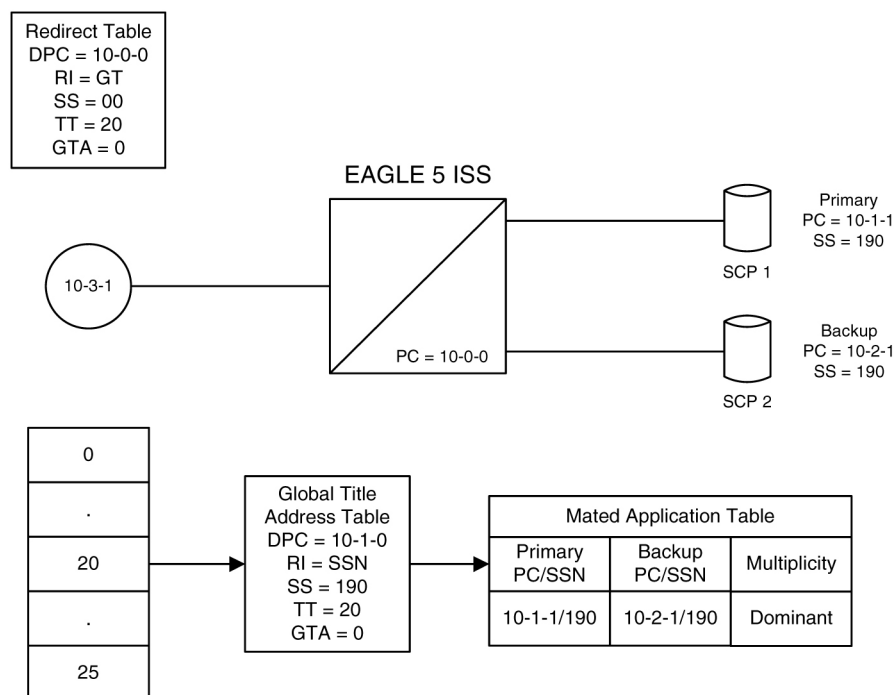 Redirect Table
DPC = 10-0-0
RI = GT
SS = 00
TT = 20
GTA = 0
EAGLE 5 ISS
10-3-1
PC = 10-0-0
SCP 1
Primary
PC = 10-1-1
SS = 190
SCP 2
Backup
PC = 10-2-1
SS = 190
0
.
20
.
25
Global Title
Address Table
DPC = 10-1-0
RI = SSN
SS = 190
TT = 20
GTA = 0
Mated Application Table
Primary
PC/SSN
Backup
PC/SSN
Multiplicity
10-1-1/190
10-2-1/190
Dominant